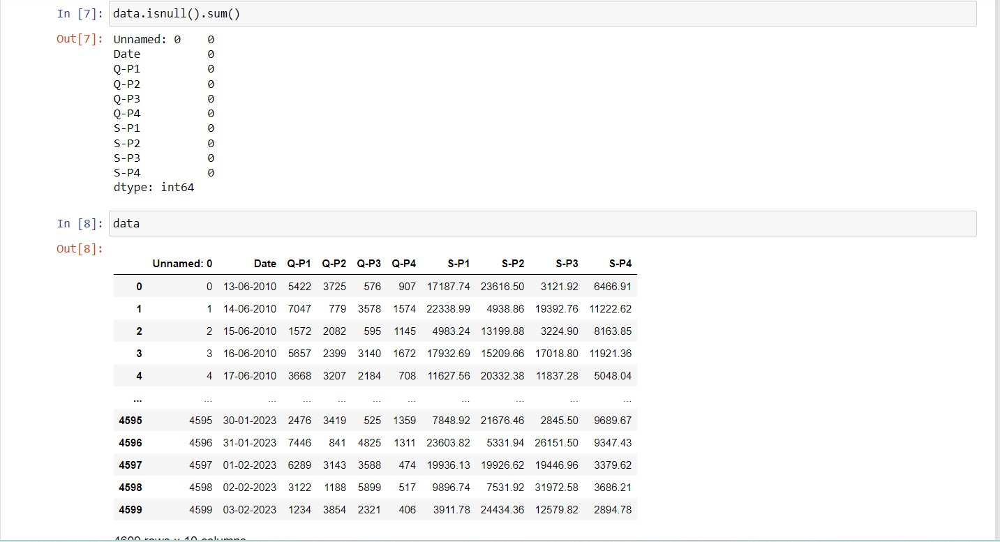 In [7]: data.isnull().sum()
Out[7]: Unnamed: 0 0
Date 0
Q-P1 0
Q-P2 0
Q-P3 0
Q-P4 0
S-P1 0
S-P2 0
S-P3 0
S-P4 0
dtype: int64
In [8]: data
Out[8]:
Unnamed: 0 Date Q-P1 Q-P2 Q-P3 Q-P4 S-P1 S-P2 S-P3 S-P4
0 0 13-06-2010 5422 3725 576 907 17187.74 23616.50 3121.92 6466.91
1 1 14-06-2010 7047 779 3578 1574 22338.99 4938.86 19392.76 11222.62
2 2 15-06-2010 1572 2082 595 1145 4983.24 13199.88 3224.90 8163.85
3 3 16-06-2010 5657 2399 3140 1672 17932.69 15209.66 17018.80 11921.36
4 4 17-06-2010 3668 3207 2184 708 11627.56 20332.38 11837.28 5048.04
... ... ... ... ... ... ... ... ... ... ...
4595 4595 30-01-2023 2476 3419 525 1359 7848.92 21676.46 2845.50 9689.67
4596 4596 31-01-2023 7446 841 4825 1311 23603.82 5331.94 26151.50 9347.43
4597 4597 01-02-2023 6289 3143 3588 474 19936.13 19926.62 19446.96 3379.62
4598 4598 02-02-2023 3122 1188 5899 517 9896.74 7531.92 31972.58 3686.21
4599 4599 03-02-2023 1234 3854 2321 406 3911.78 24434.36 12579.82 2894.78
4600 rows × 10 columns